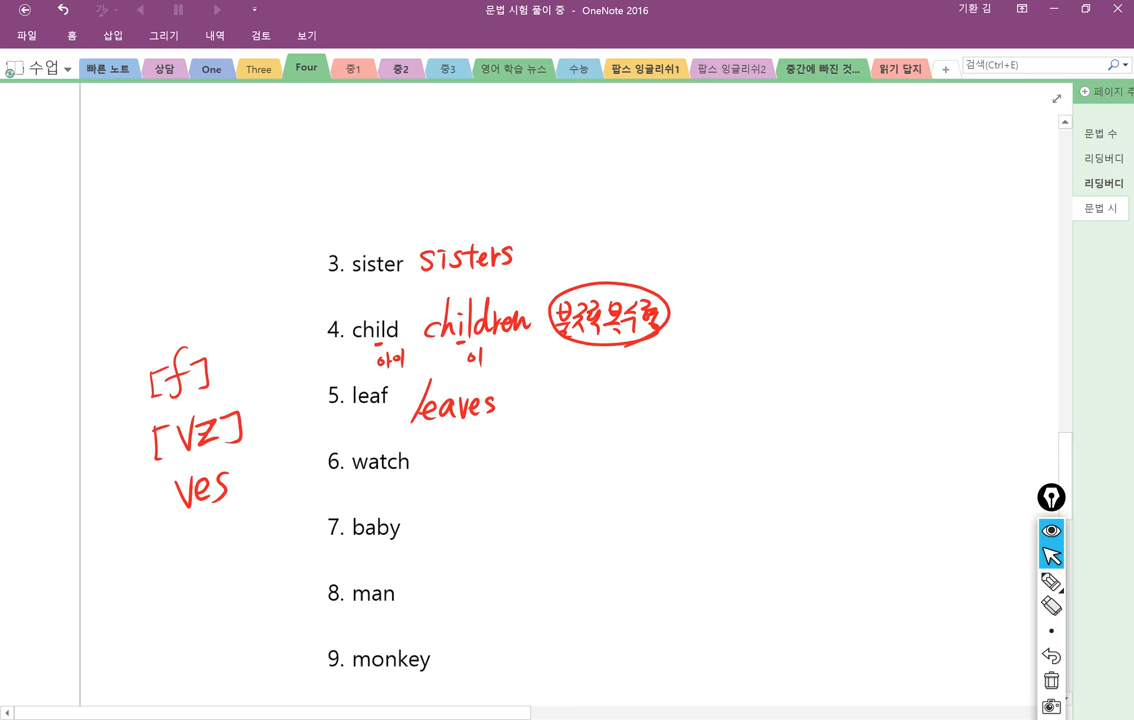 문법 시험 풀이 중 - OneNote 2016
기환 김
파일 홈 삽입 그리기 내역 검토 보기
수업 빠른 노트 상담 One Three Four 중1 중2 중3 영어 학습 뉴스 수능 팝스 잉글리쉬1 팝스 잉글리쉬2 중간에 빠진 것... 읽기 답지 검색(Ctrl+E)
페이지 추
문법 수
리딩버디
리딩버디
문법 시
3. sister sisters
4. child children 불규칙 복수형
아이 이
[f]
5. leaf leaves
[vz]
6. watch
ves
7. baby
8. man
9. monkey